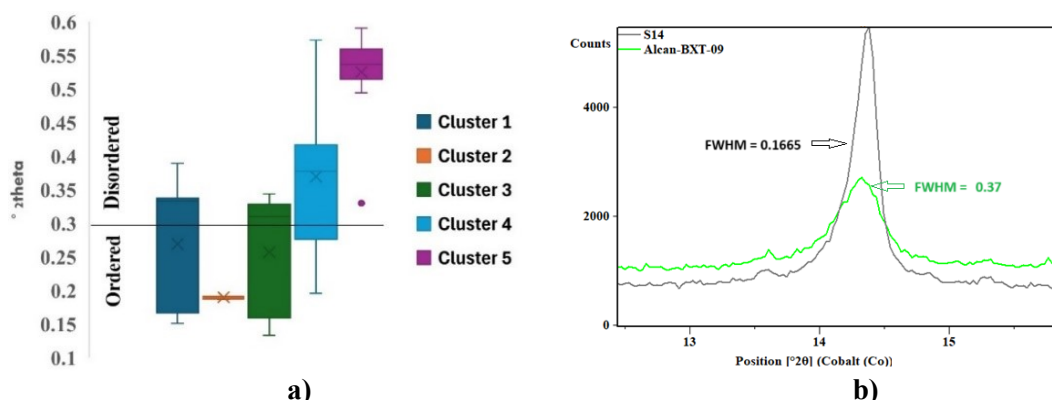 0.6
0.55
0.5
0.45
0.4
0.35
0.3
0.25
0.2
0.15
0.1
° 2theta
Disordered
Ordered
Cluster 1
Cluster 2
Cluster 3
Cluster 4
Cluster 5
a)
Counts
S14
Alcan-BXT-09
4000
2000
0
FWHM = 0.1665
FWHM = 0.37
13
14
15
Position [°2θ] (Cobalt (Co))
b)